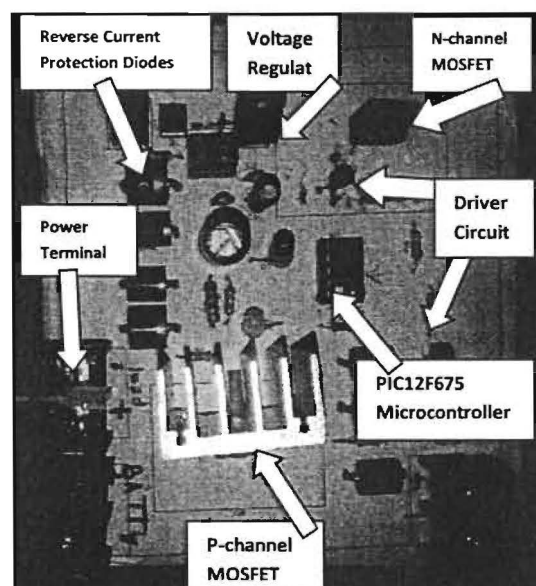 Reverse Current
Protection Diodes
Voltage
Regulat
N-channel
MOSFET
Power
Terminal
Driver
Circuit
PIC12F675
Microcontroller
P-channel
MOSFET